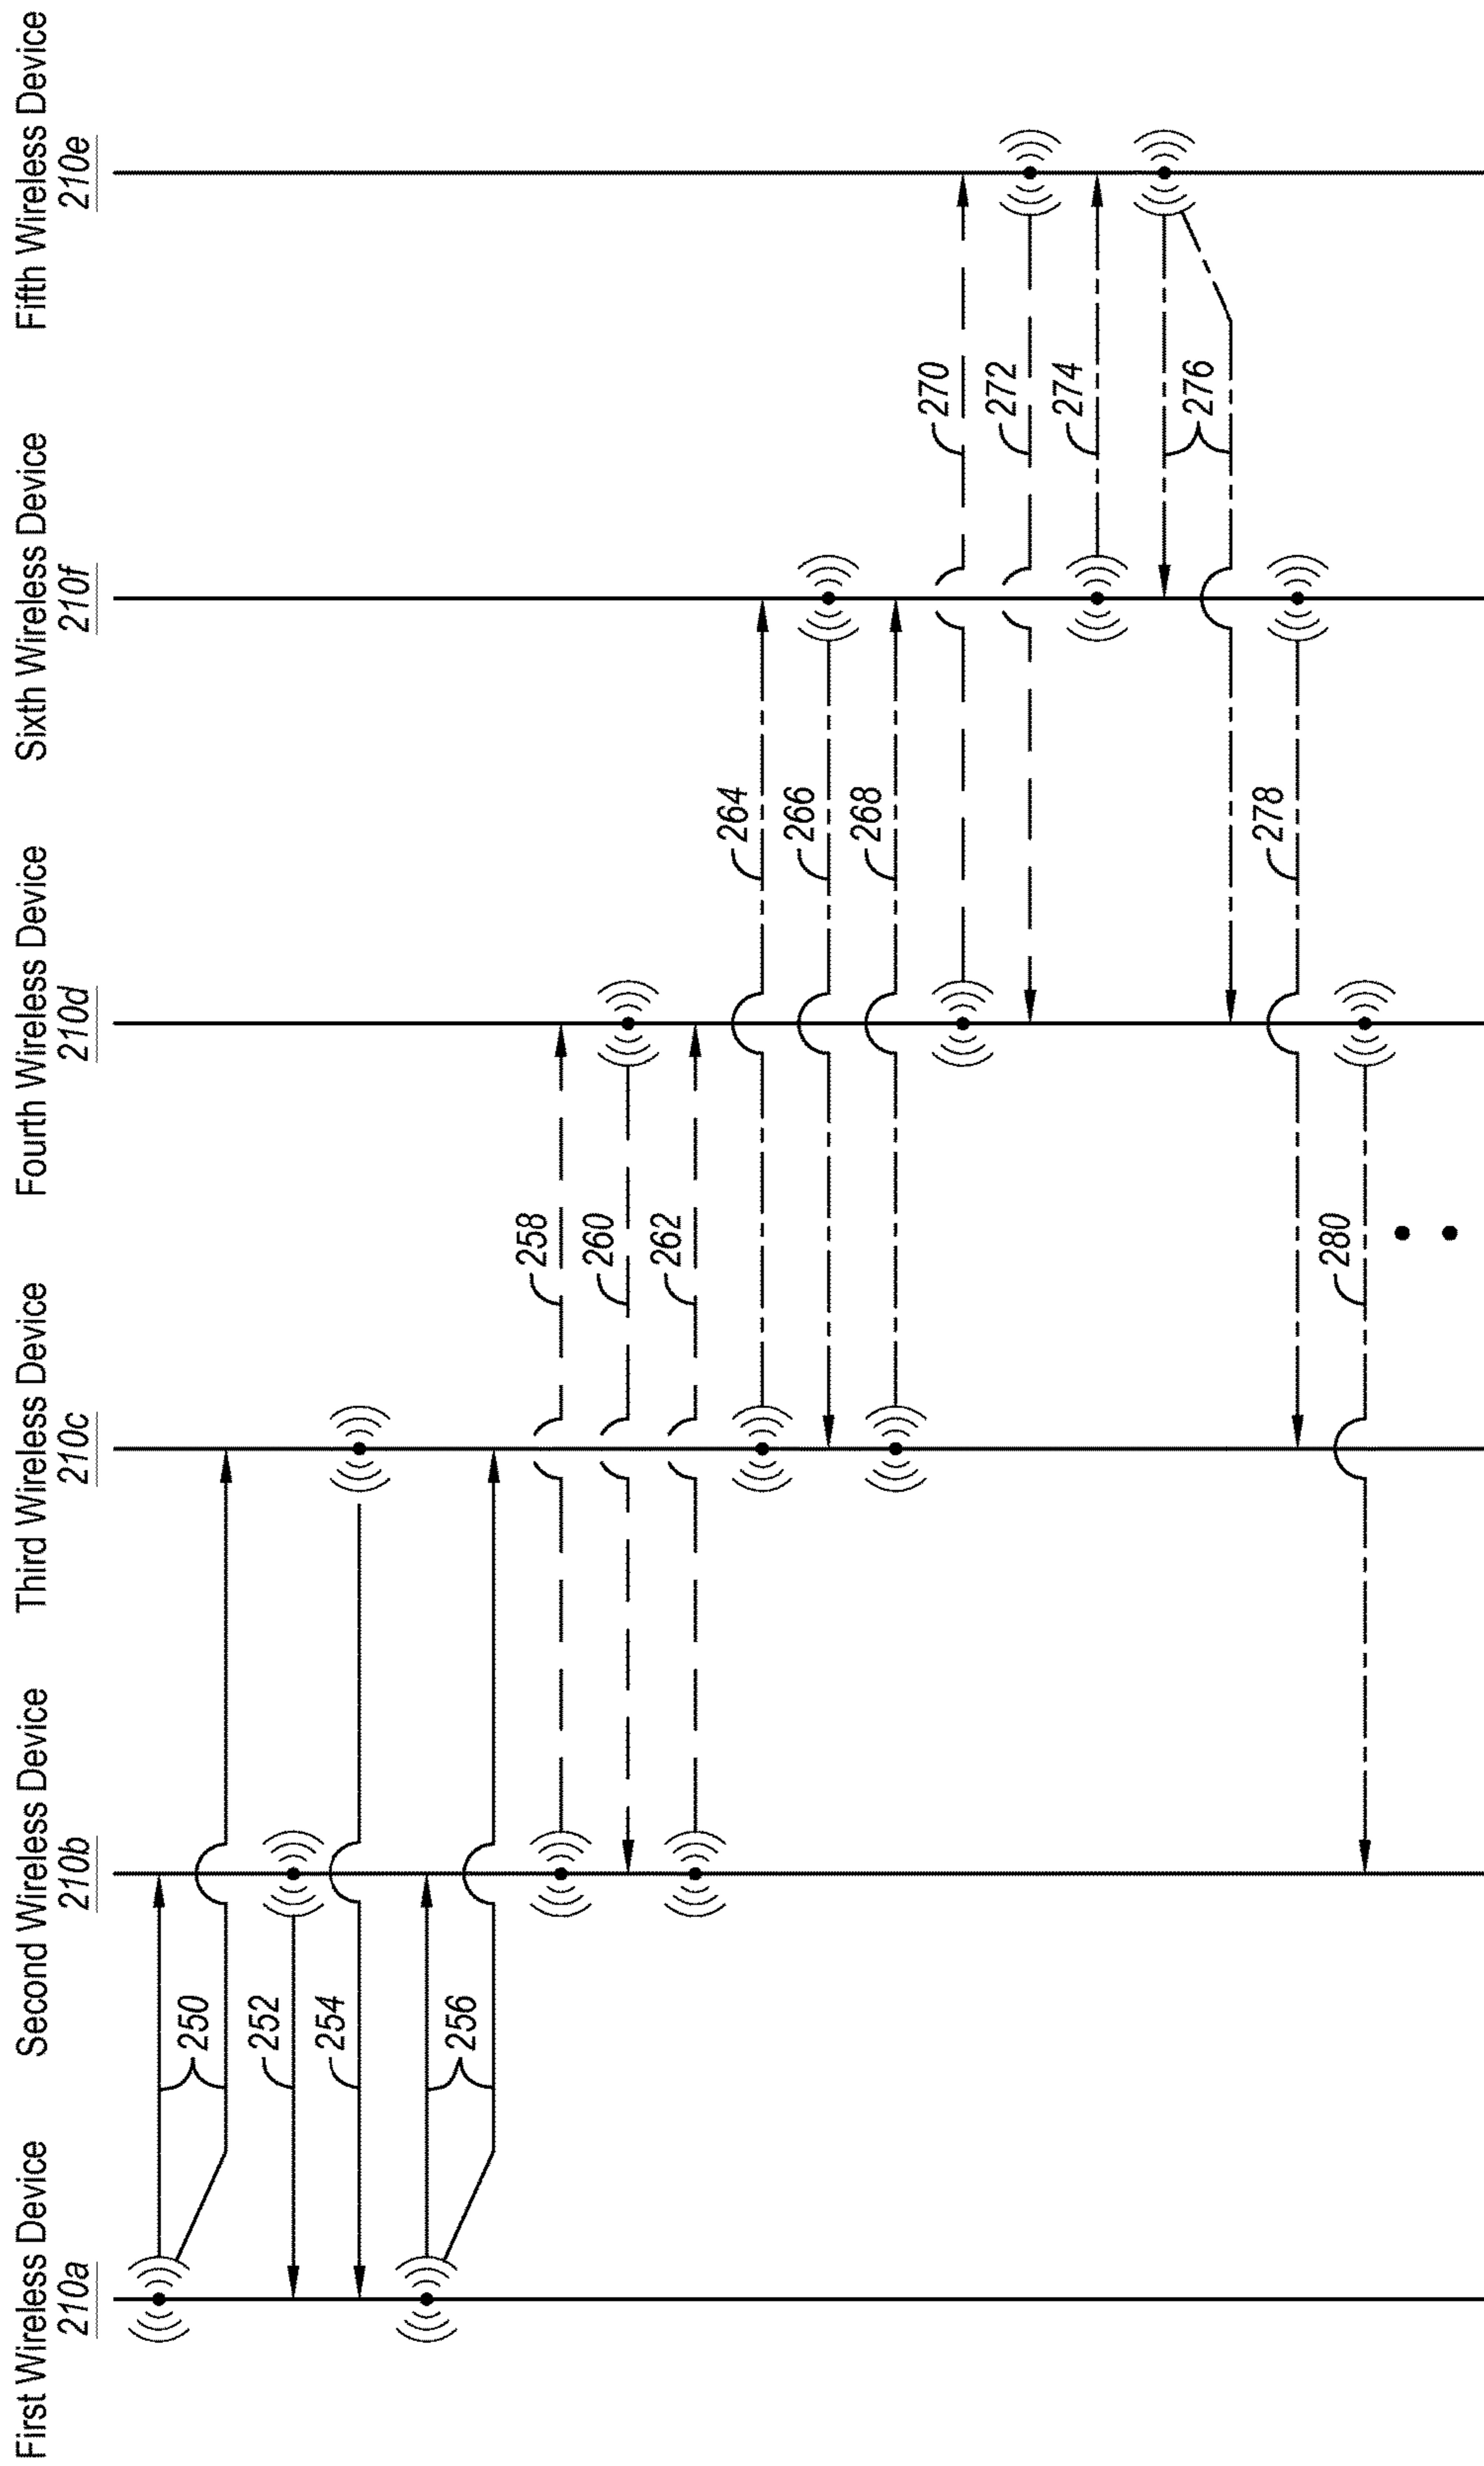 First Wireless Device
210a
Second Wireless Device
210b
Third Wireless Device
210c
Fourth Wireless Device
210d
Sixth Wireless Device
210f
Fifth Wireless Device
210e
250
252
254
256
258
260
262
264
266
268
270
272
274
276
278
280